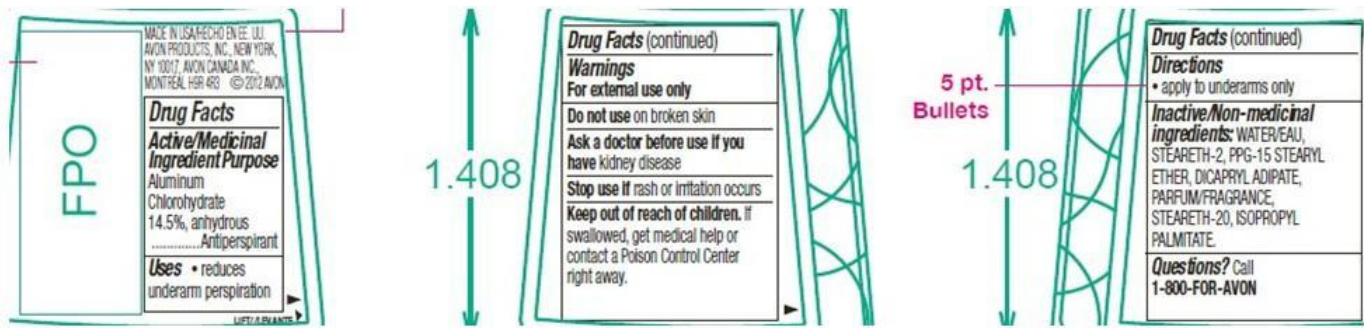 FPO
MADE IN USA/HECHO EN EE. UU.
AVON PRODUCTS, INC., NEW YORK,
NY 10017, AVON CANADA INC.,
MONTREAL H9R 4R3 © 2012 AVON
Drug Facts
Active/Medicinal
Ingredient Purpose
Aluminum
Chlorohydrate
14.5%, anhydrous
.............Antiperspirant
Uses • reduces
underarm perspiration
1.408
Drug Facts (continued)
Warnings
For external use only
Do not use on broken skin
Ask a doctor before use if you
have kidney disease
Stop use if rash or irritation occurs
Keep out of reach of children. If
swallowed, get medical help or
contact a Poison Control Center
right away.
5 pt.
Bullets
1.408
Drug Facts (continued)
Directions
• apply to underarms only
Inactive/Non-medicinal
ingredients: WATER/EAU,
STEARETH-2, PPG-15 STEARYL
ETHER, DICAPRYL ADIPATE,
PARFUM/FRAGRANCE,
STEARETH-20, ISOPROPYL
PALMITATE.
Questions? Call
1-800-FOR-AVON